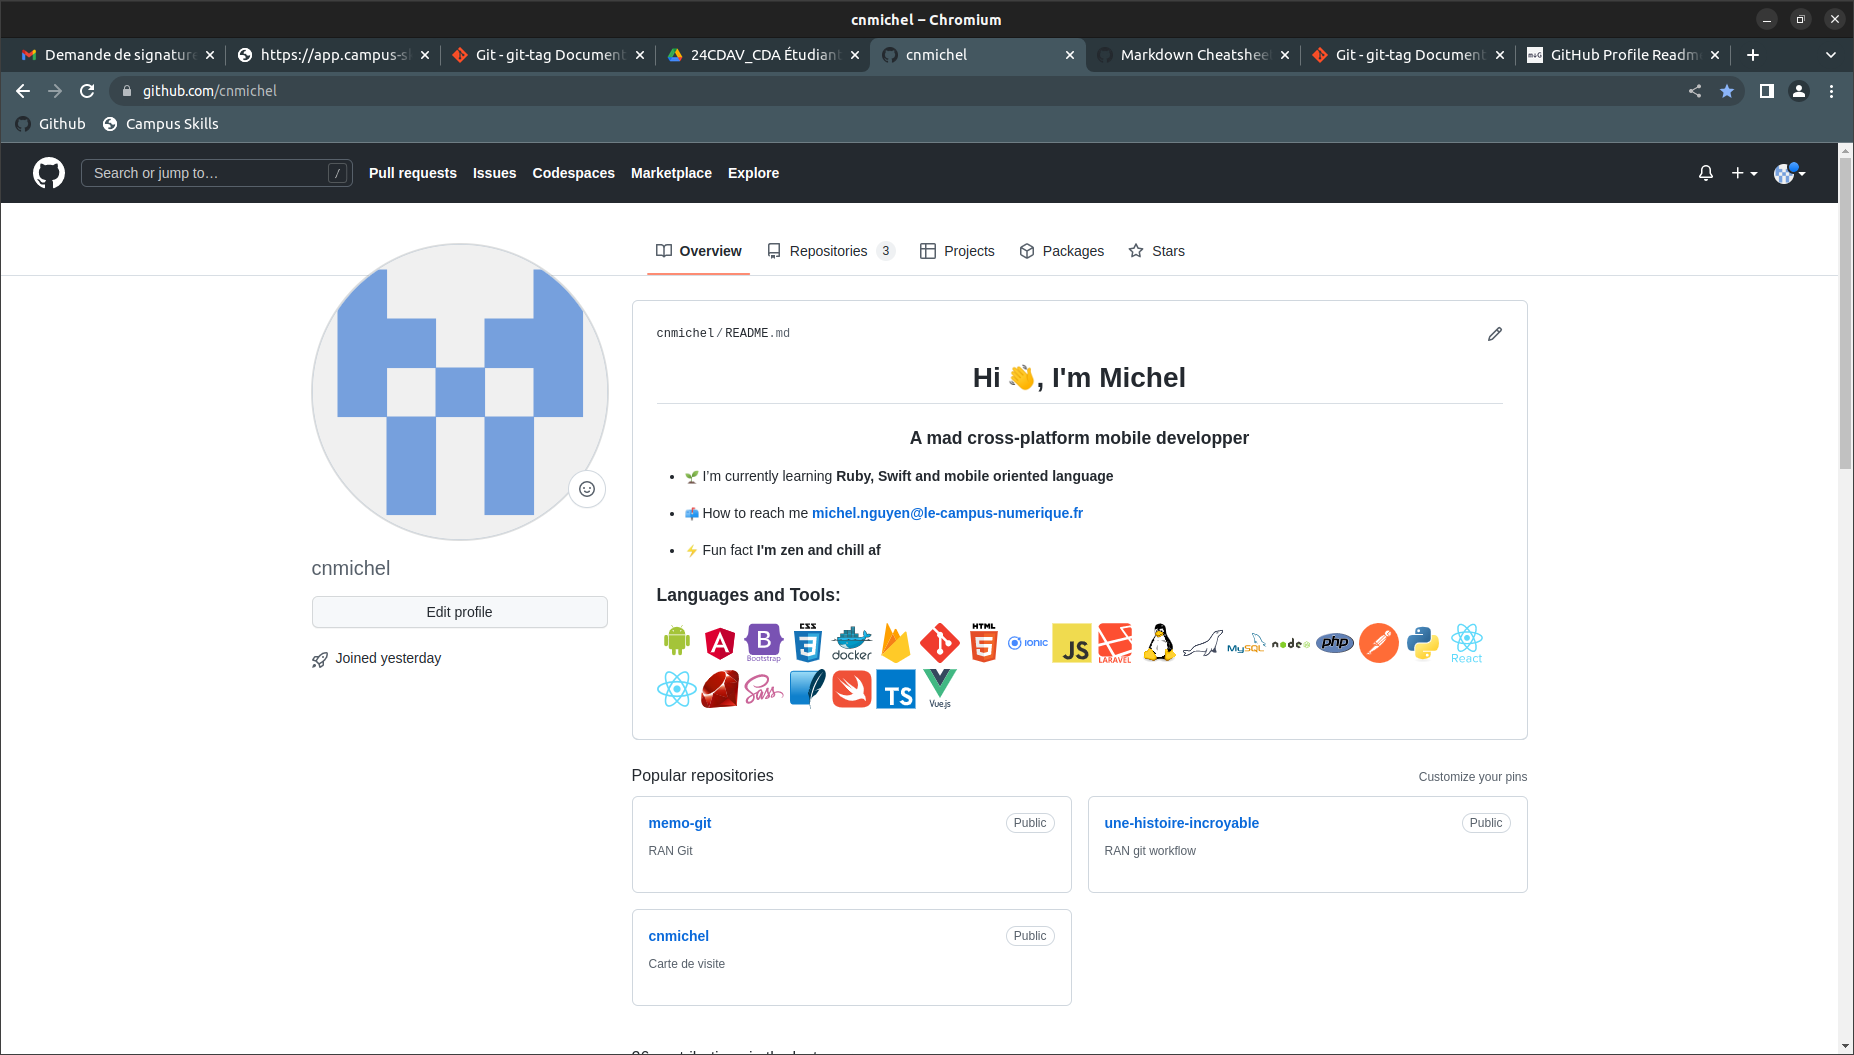 cnmichel – Chromium
Demande de signature
https://app.campus-s
Git - git-tag Document
24CDAV_CDA Étudian
cnmichel
Markdown Cheatshee
Git - git-tag Document
GitHub Profile Readm
github.com/cnmichel
Github
Campus Skills
Search or jump to…
/
Pull requests
Issues
Codespaces
Marketplace
Explore
Overview
Repositories 3
Projects
Packages
Stars
cnmichel/README.md
Hi 👋, I'm Michel
A mad cross-platform mobile developper
🌱 I'm currently learning Ruby, Swift and mobile oriented language
📫 How to reach me michel.nguyen@le-campus-numerique.fr
⚡ Fun fact I'm zen and chill af
cnmichel
Edit profile
Joined yesterday
Languages and Tools:
B Bootstrap
CSS 3
docker
HTML 5
IONIC
JS
LARAVEL
MySQL
node
php
React
Sass
TS
Vue.js
Popular repositories
Customize your pins
memo-git
Public
RAN Git
une-histoire-incroyable
Public
RAN git workflow
cnmichel
Public
Carte de visite